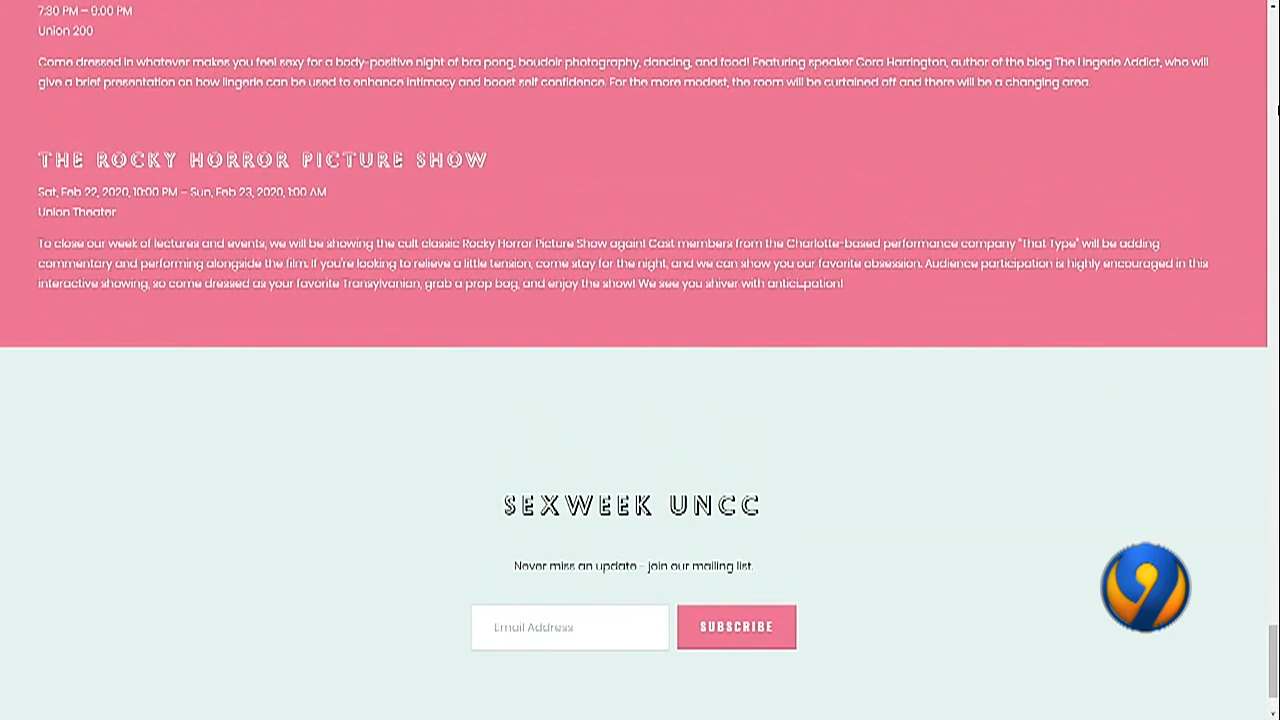 7:30 PM – 9:00 PM
Union 200
Come dressed in whatever makes you feel sexy for a body-positive night of bra pong, boudoir photography, dancing, and food! Featuring speaker Cora Harrington, author of the blog The Lingerie Addict, who will
give a brief presentation on how lingerie can be used to enhance intimacy and boost self confidence. For the more modest, the room will be curtained off and there will be a changing area.
THE ROCKY HORROR PICTURE SHOW
Sat, Feb 22, 2020, 10:00 PM – Sun, Feb 23, 2020, 1:00 AM
Union Theater
To close our week of lectures and events, we will be showing the cult classic Rocky Horror Picture Show again! Cast members from the Charlotte-based performance company "That Type" will be adding
commentary and performing alongside the film. If you're looking to relieve a little tension, come stay for the night, and we can show you our favorite obsession. Audience participation is highly encouraged in this
interactive showing, so come dressed as your favorite Transylvanian, grab a prop bag, and enjoy the show! We see you shiver with antici...pation!
SEXWEEK UNCC
Never miss an update - join our mailing list.
Email Address
SUBSCRIBE
9